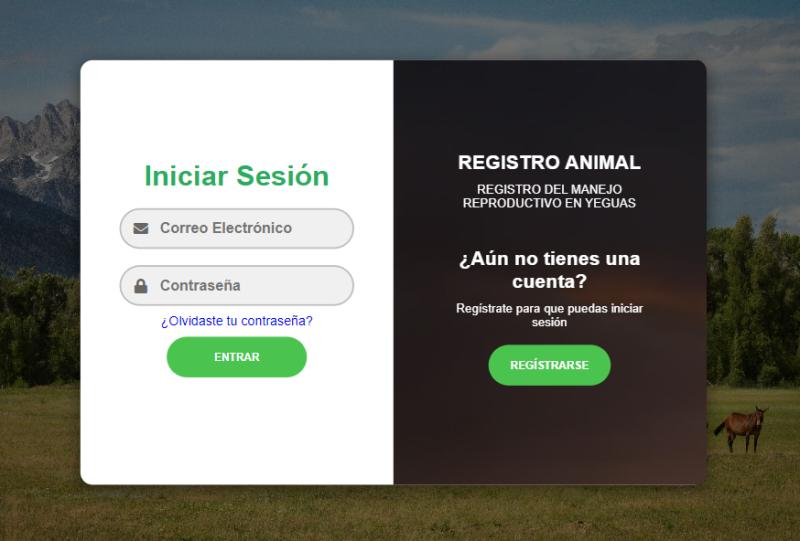 Iniciar Sesión
Correo Electrónico
Contraseña
¿Olvidaste tu contraseña?
ENTRAR
REGISTRO ANIMAL
REGISTRO DEL MANEJO
REPRODUCTIVO EN YEGUAS
¿Aún no tienes una
cuenta?
Regístrate para que puedas iniciar
sesión
REGÍSTRARSE